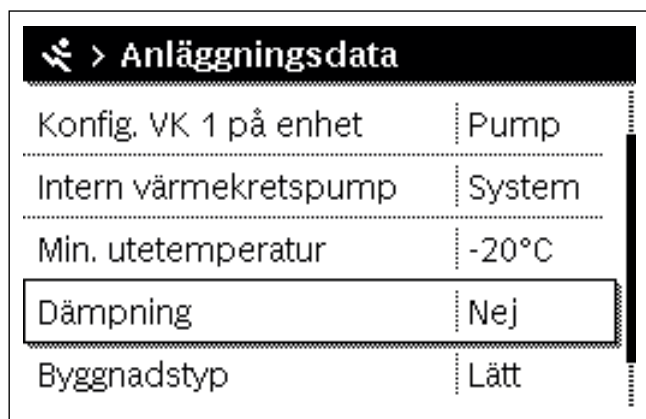 > Anläggningsdata
Konfig. VK 1 på enhet Pump
Intern värmekretspump System
Min. utetemperatur -20°C
Dämpning Nej
Byggnadstyp Lätt